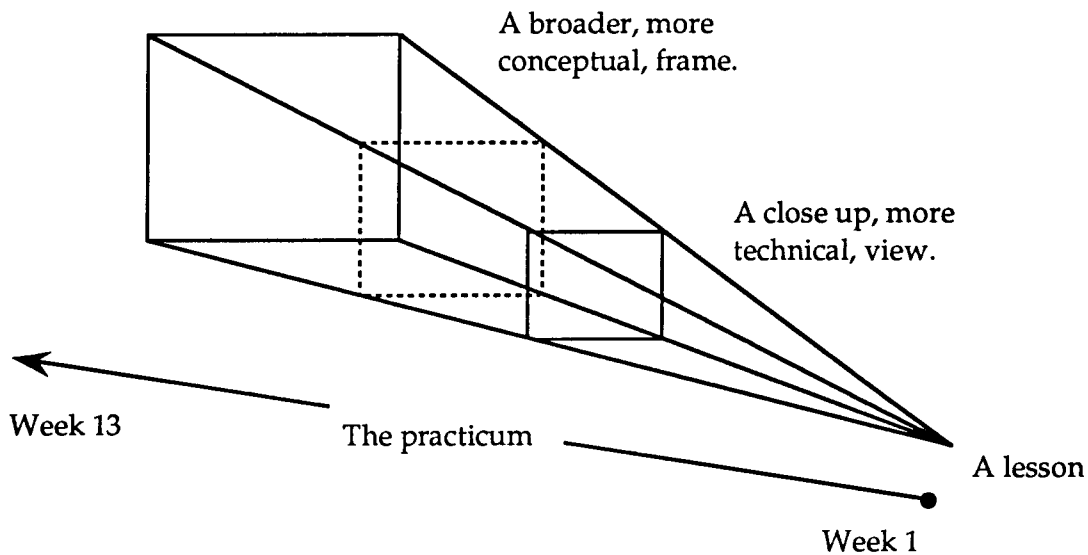 A broader, more
conceptual, frame.
A close up, more
technical, view.
Week 13
The practicum
A lesson
Week 1